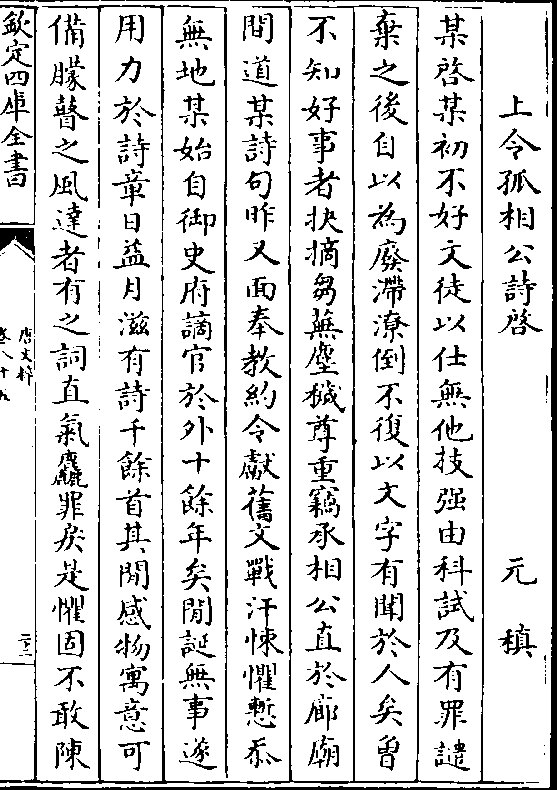 上令狐相公詩啓 元稹
某啓某初不好文徒以仕無他技强由科試及有罪譴
棄之後自以為廢滯潦倒不復以文字有聞於人矣曾
不知好事者抉摘芻蕪塵穢尊重竊承相公直於廊廟
間道某詩句昨又面奉教約令獻舊文戰汗悚懼慙忝
無地某始自御史府謫官於外十餘年矣閒誕無事遂
用力於詩章日益月滋有詩千餘首其閒感物寓意可
備矇瞽之風達者有之詞直氣麤罪戾是懼固不敢陳
欽定四庫全書
唐文粹
卷八十九
二十三